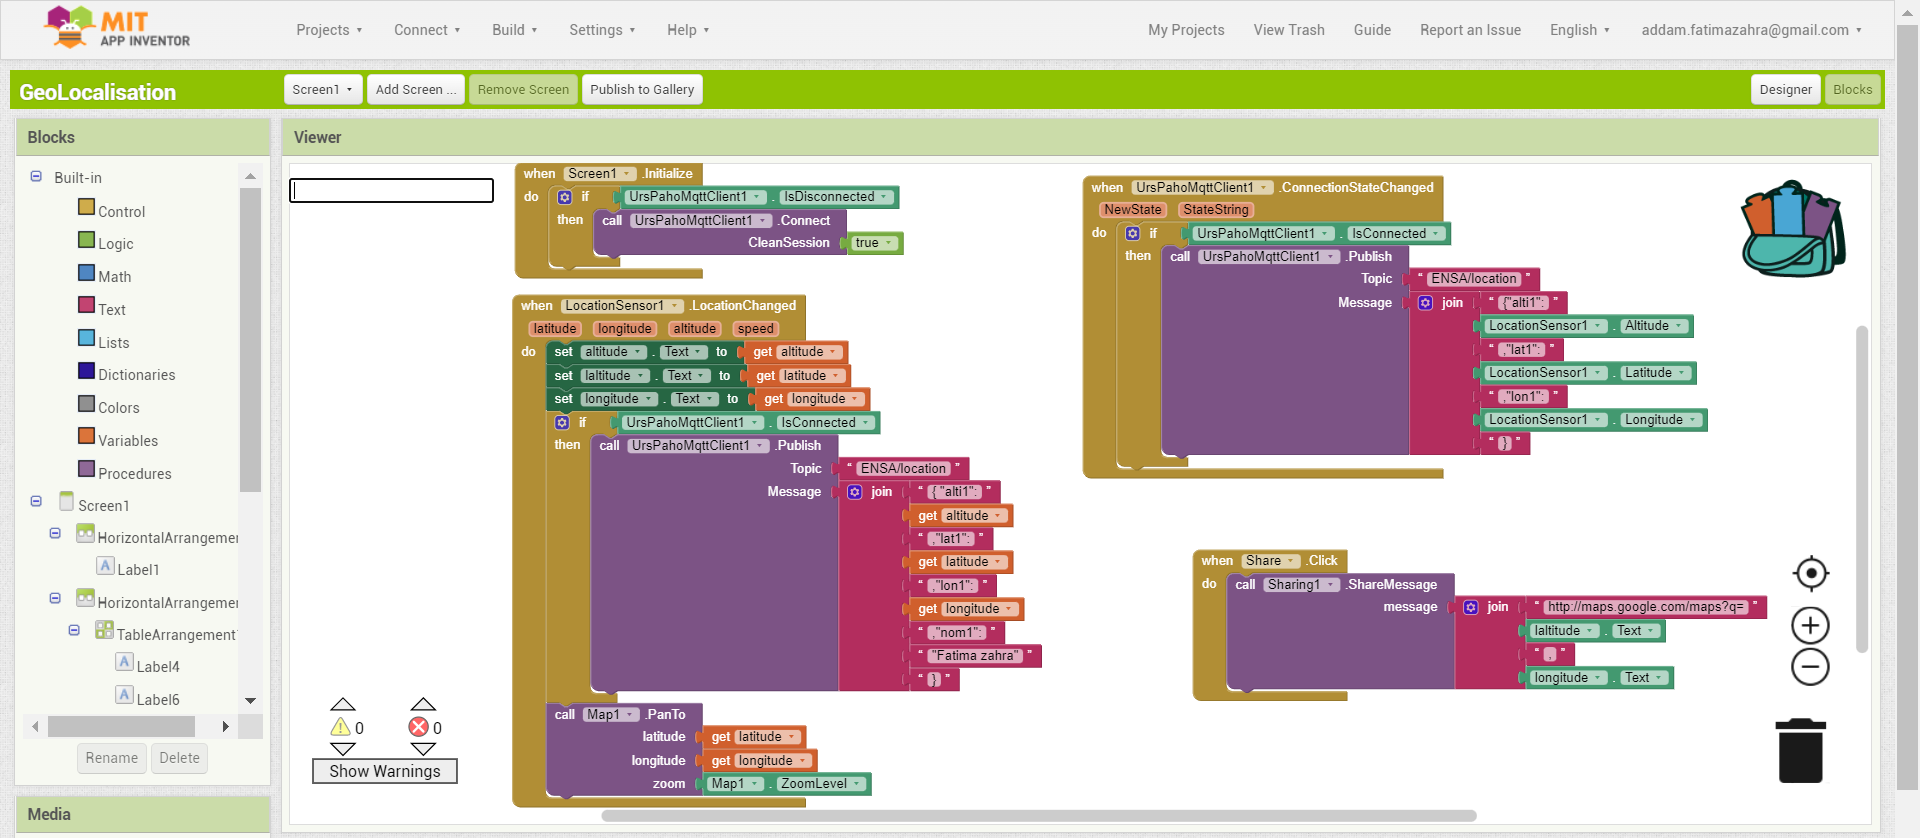 MIT
APP INVENTOR
Projects
Connect
Build
Settings
Help
My Projects
View Trash
Guide
Report an Issue
English
addam.fatimazahra@gmail.com
GeoLocalisation
Screen1
Add Screen ...
Remove Screen
Publish to Gallery
Designer
Blocks
Blocks
Built-in
Control
Logic
Math
Text
Lists
Dictionaries
Colors
Variables
Procedures
Screen1
HorizontalArrangemer
Label1
HorizontalArrangemer
TableArrangement
Label4
Label6
Rename
Delete
Media
Viewer
when Screen1 .Initialize
do if UrsPahoMqttClient1 . IsDisconnected
then call UrsPahoMqttClient1 .Connect
CleanSession true
when LocationSensor1 .LocationChanged
latitude longitude altitude speed
do set altitude . Text to get altitude
set laltitude . Text to get latitude
set longitude . Text to get longitude
if UrsPahoMqttClient1 . IsConnected
then call UrsPahoMqttClient1 .Publish
Topic “ ENSA/location ”
Message join “ { "alti1": ”
get altitude
“ ,"lat1": ”
get latitude
“ ,"lon1": ”
get longitude
“ ,"nom1": ”
“ "Fatima zahra" ”
“ } ”
call Map1 .PanTo
latitude get latitude
longitude get longitude
zoom Map1 . ZoomLevel
when UrsPahoMqttClient1 .ConnectionStateChanged
NewState StateString
do if UrsPahoMqttClient1 . IsConnected
then call UrsPahoMqttClient1 .Publish
Topic “ ENSA/location ”
Message join “ {"alti1": ”
LocationSensor1 . Altitude
“ ,"lat1": ”
LocationSensor1 . Latitude
“ ,"lon1": ”
LocationSensor1 . Longitude
“ } ”
when Share .Click
do call Sharing1 .ShareMessage
message join “ http://maps.google.com/maps?q= ”
laltitude . Text
“ , ”
longitude . Text
0
0
Show Warnings